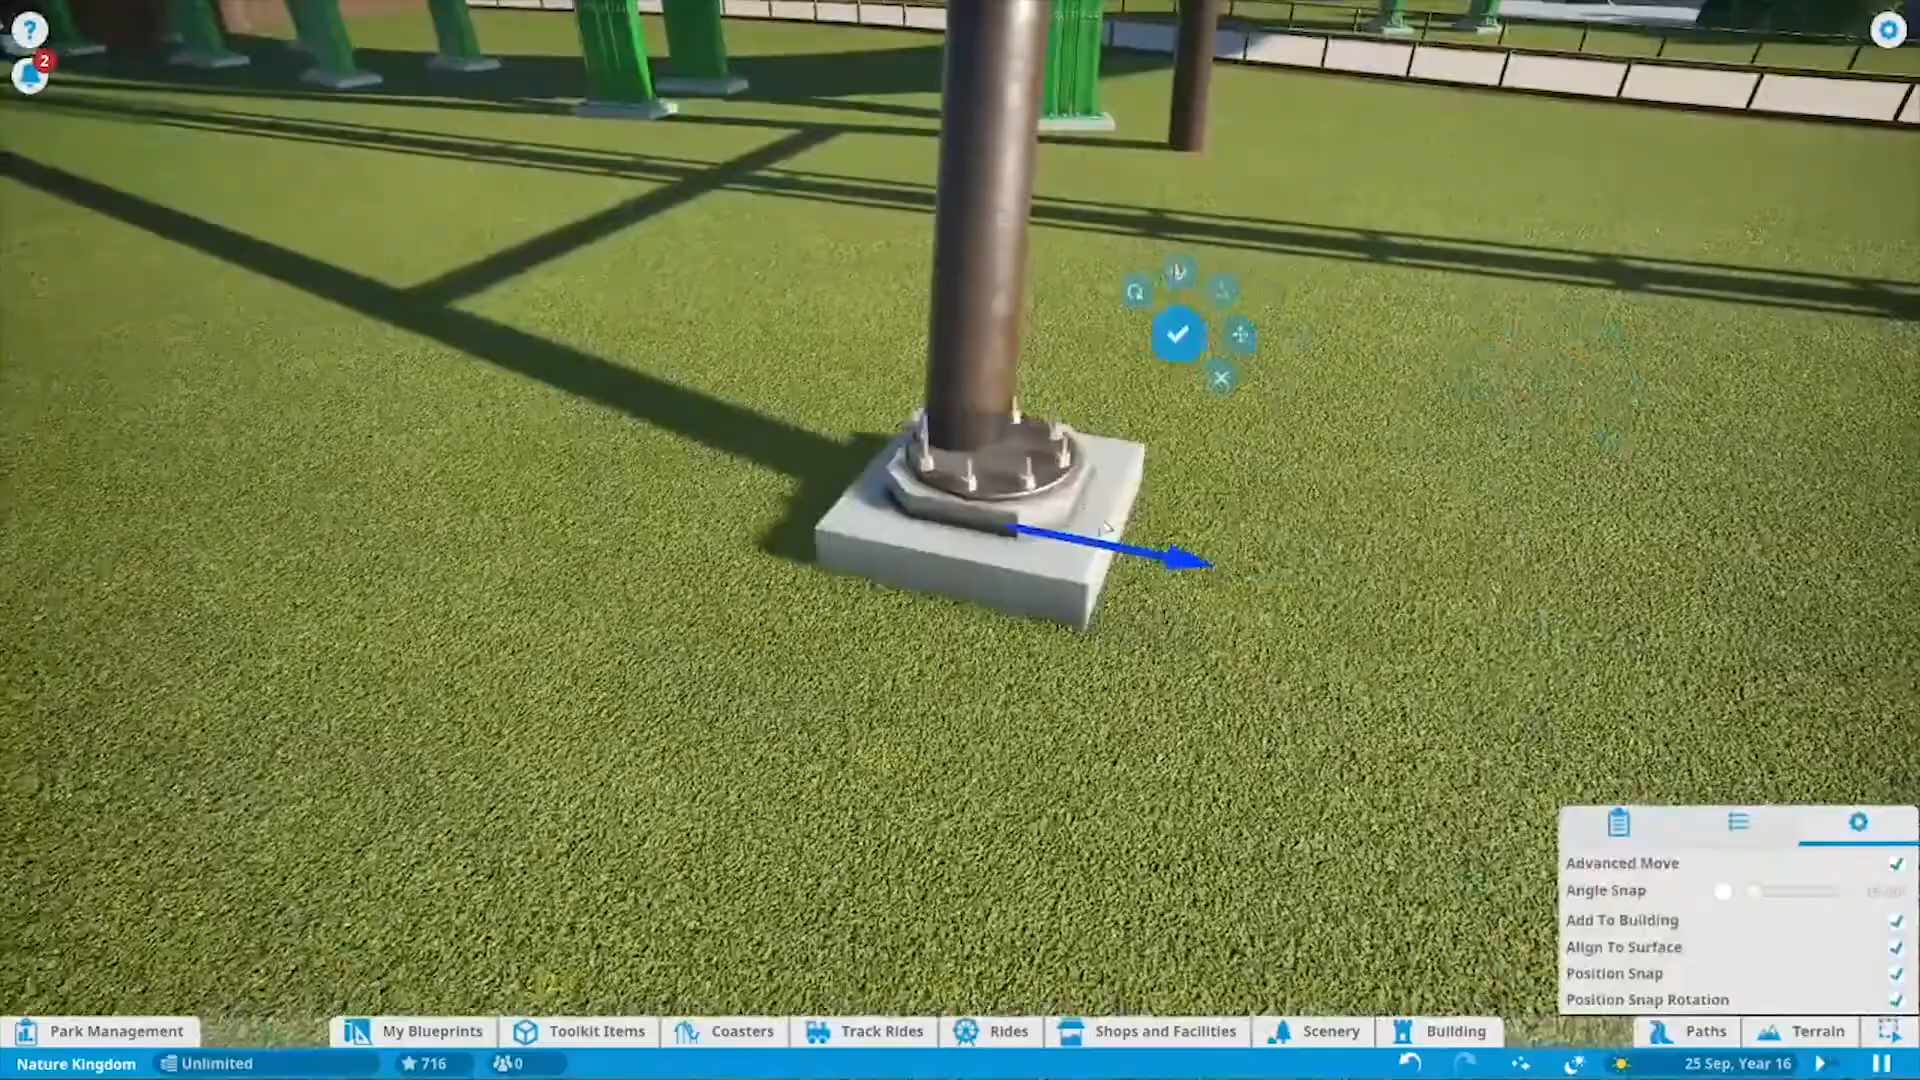 ?
2
Advanced Move
Angle Snap
Add To Building
Align To Surface
Position Snap
Position Snap Rotation
Park Management
My Blueprints
Toolkit Items
Coasters
Track Rides
Rides
Shops and Facilities
Scenery
Building
Paths
Terrain
Nature Kingdom
Unlimited
716
0
25 Sep, Year 16